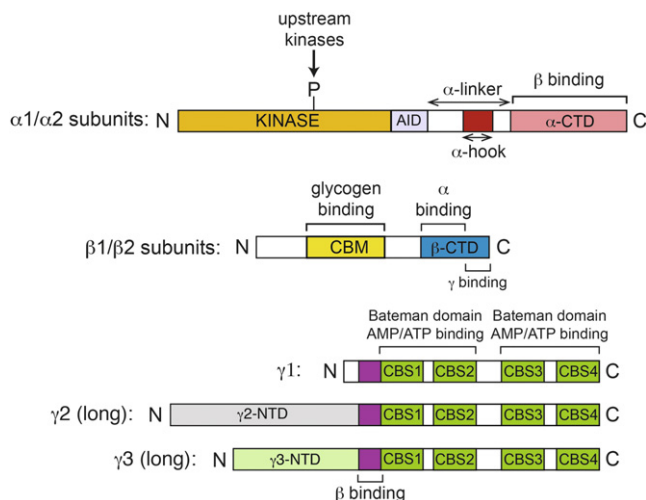 upstream
kinases
P
α-linker
β binding
α1/α2 subunits: N KINASE AID α-CTD C
α-hook
glycogen
binding
α
binding
β1/β2 subunits: N CBM β-CTD C
γ binding
Bateman domain
AMP/ATP binding
Bateman domain
AMP/ATP binding
γ1: N CBS1 CBS2 CBS3 CBS4 C
γ2 (long): N γ2-NTD CBS1 CBS2 CBS3 CBS4 C
γ3 (long): N γ3-NTD CBS1 CBS2 CBS3 CBS4 C
β binding